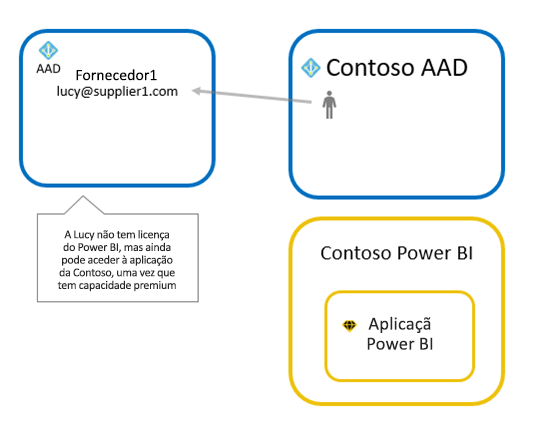 AAD
Fornecedor1
lucy@supplier1.com
Contoso AAD
A Lucy não tem licença
do Power BI, mas ainda
pode aceder à aplicação
da Contoso, uma vez que
tem capacidade premium
Contoso Power BI
Aplicaçã
Power BI